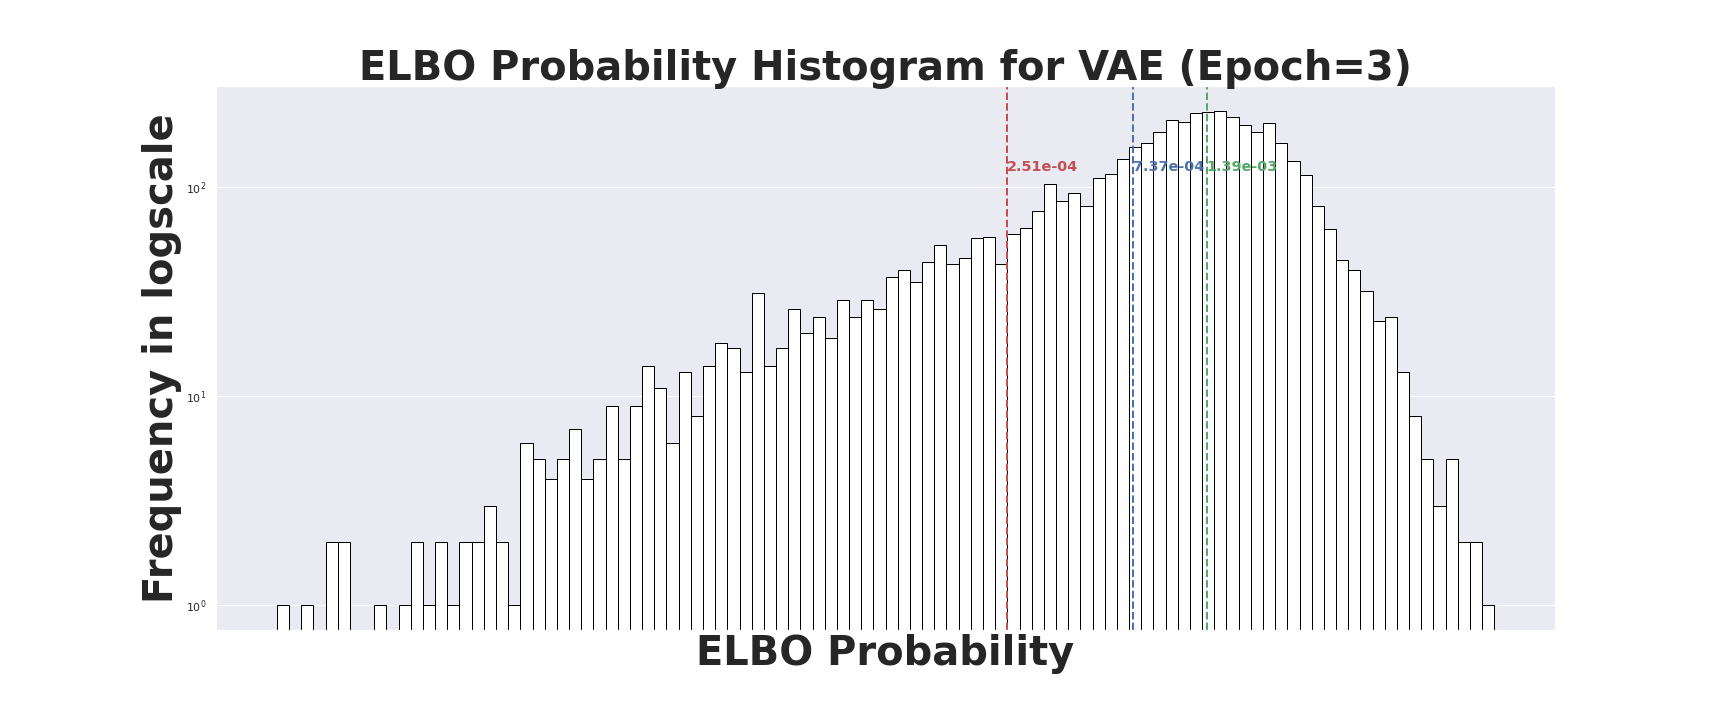 ELBO Probability Histogram for VAE (Epoch=3)
Frequency in logscale
10²
10¹
10⁰
2.51e-04
7.37e-04
1.39e-03
ELBO Probability